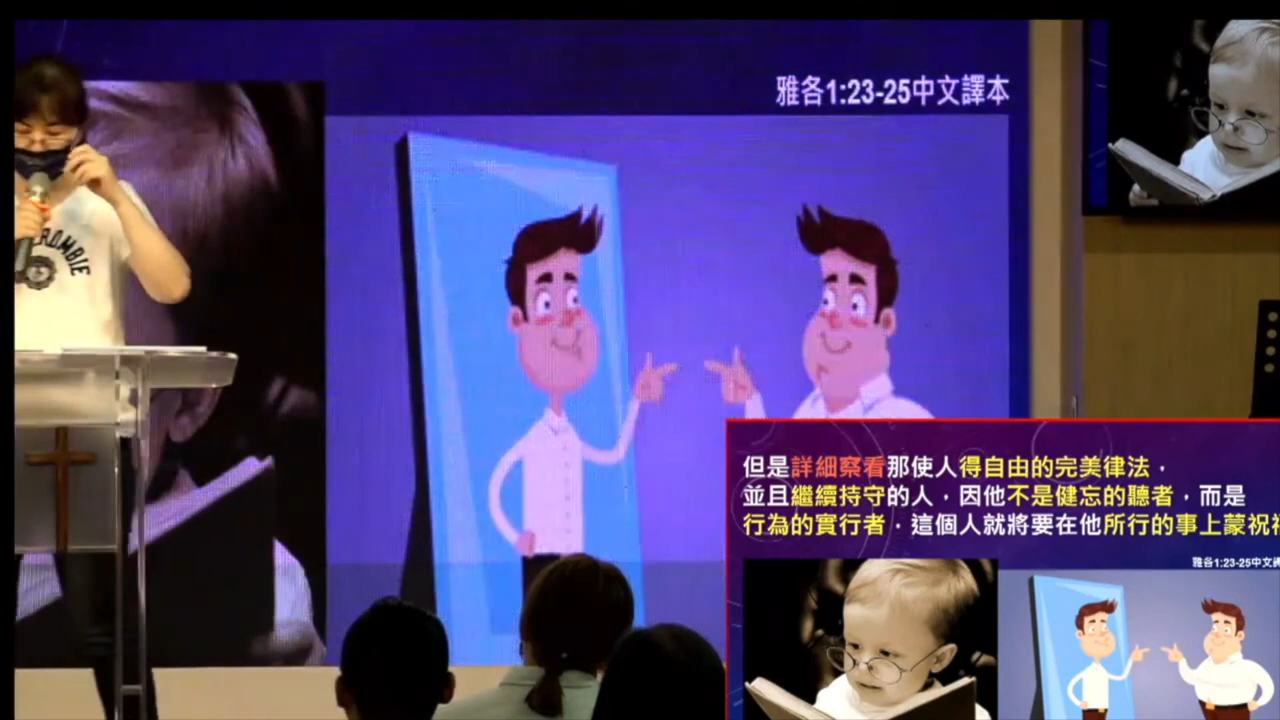 雅各1:23-25中文譯本
但是詳細察看那使人得自由的完美律法，
並且繼續持守的人，因他不是健忘的聽者，而是
行為的實行者．這個人就將要在他所行的事上蒙祝
雅各1:23-25中文